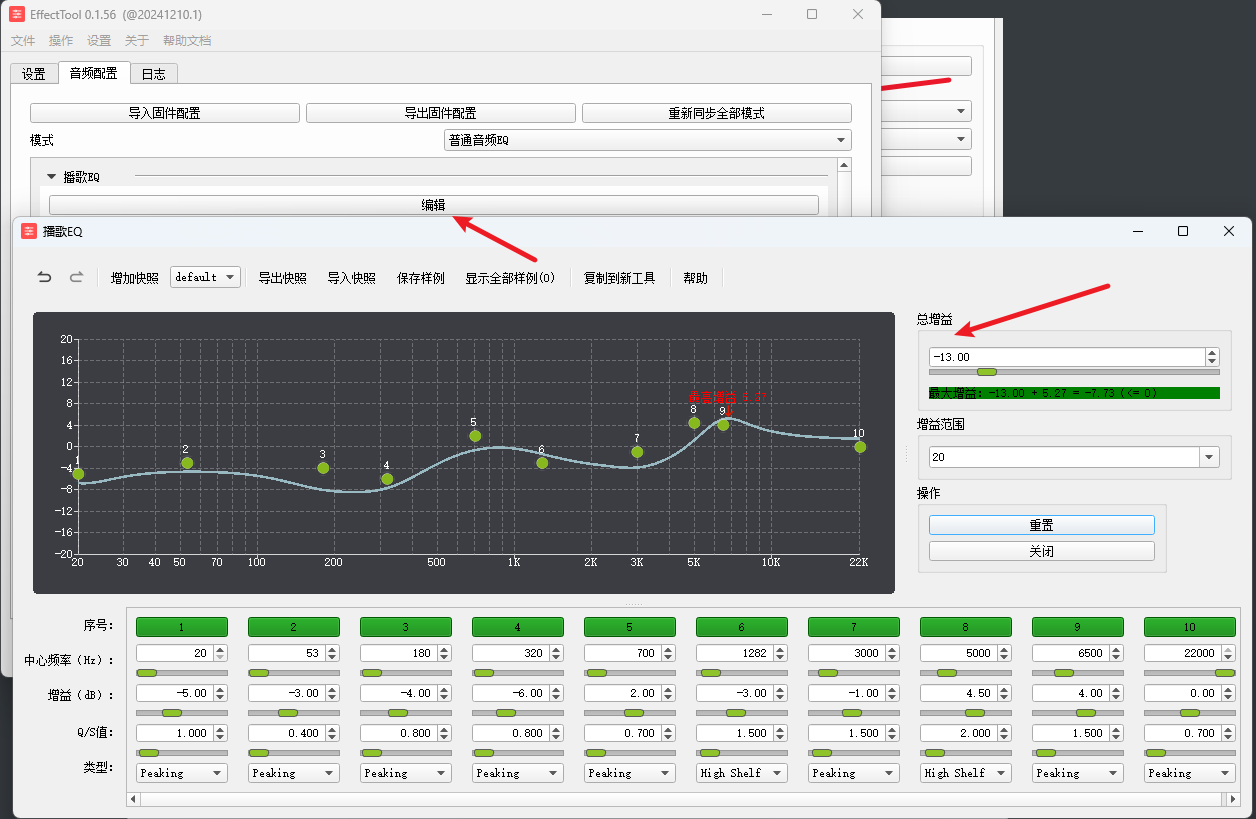 EffectTool 0.1.56 (@20241210.1)
文件 操作 设置 关于 帮助文档
设置 音频配置 日志
导入固件配置 导出固件配置 重新同步全部模式
模式 普通音频EQ
播歌EQ
编辑
播歌EQ
增加快照 default 导出快照 导入快照 保存样例 显示全部样例(0) 复制到新工具 帮助
总增益
-13.00
最大增益: -13.00 + 5.27 = -7.73 (<= 0)
增益范围
20
操作
重置
关闭
20
16
12
8
4
0
-4
-8
-12
-16
-20
1 2 3 4 5 6 7 8 9 10
20 30 40 50 70 100 200 500 1K 2K 3K 5K 10K 22K
序号: 1 2 3 4 5 6 7 8 9 10
中心频率(Hz): 20 53 180 320 700 1282 3000 5000 6500 22000
增益(dB): -5.00 -3.00 -4.00 -6.00 2.00 -3.00 -1.00 4.50 4.00 0.00
Q/S值: 1.000 0.400 0.800 0.800 0.700 1.500 1.500 2.000 1.500 0.700
类型: Peaking Peaking Peaking Peaking Peaking High Shelf Peaking High Shelf Peaking Peaking